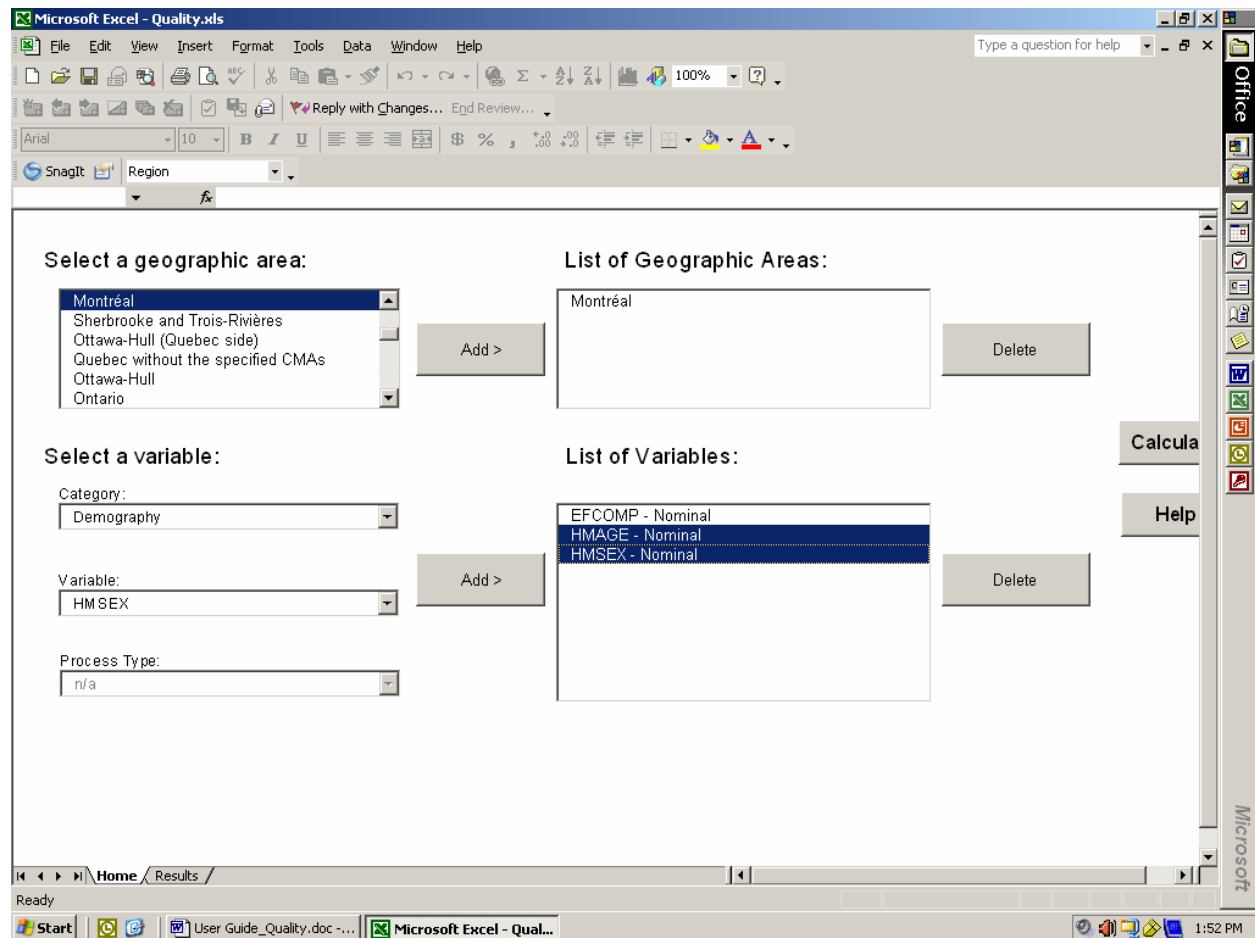 Microsoft Excel - Quality.xls
File Edit View Insert Format Tools Data Window Help Type a question for help
100%
Reply with Changes... End Review...
Arial 10 B I U $ % ,
SnagIt Region
fx
Select a geographic area: List of Geographic Areas:
Montréal
Sherbrooke and Trois-Rivières
Ottawa-Hull (Quebec side)
Quebec without the specified CMAs
Ottawa-Hull
Ontario
Add >
Montréal
Delete
Select a variable: List of Variables:
Category:
Demography
Variable:
HMSEX
Process Type:
n/a
Add >
EFCOMP - Nominal
HMAGE - Nominal
HMSEX - Nominal
Delete
Calcula
Help
Home Results
Ready
Start User Guide_Quality.doc -... Microsoft Excel - Qual... 1:52 PM
Office
Microsoft